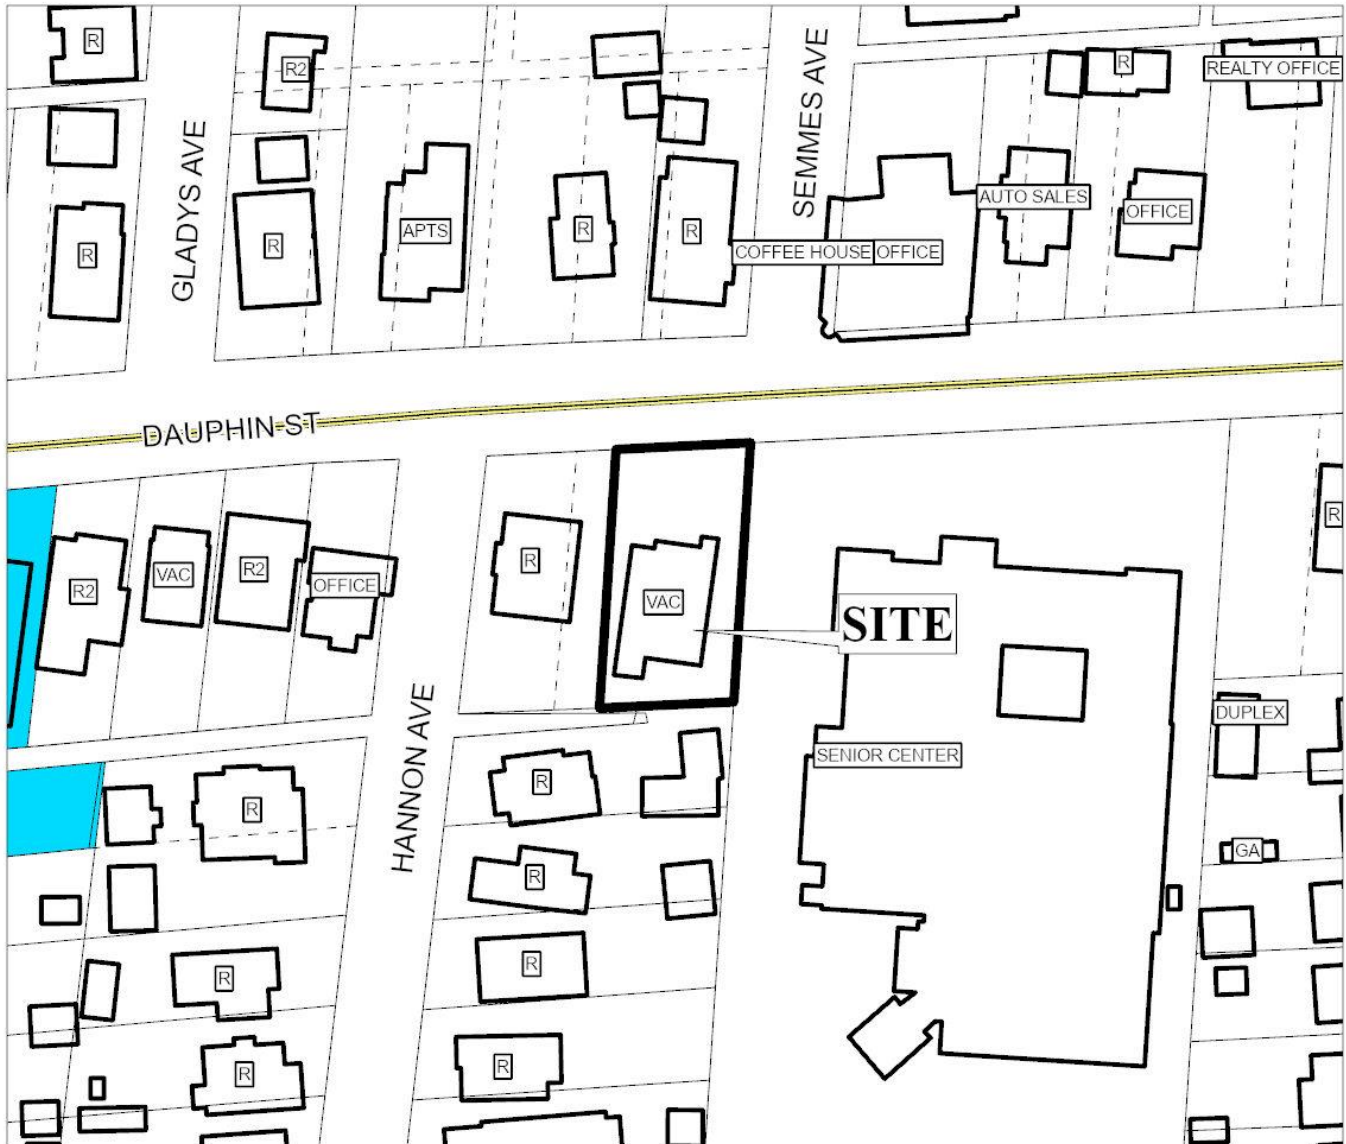 R
R2
R
REALTY OFFICE
GLADYS AVE
SEMMES AVE
AUTO SALES
OFFICE
R
R
APTS
R
R
COFFEE HOUSE
OFFICE
DAUPHIN ST
R
R2
VAC
R2
OFFICE
R
VAC
SITE
HANNON AVE
DUPLEX
SENIOR CENTER
R
R
GA
R
R
R
R
R